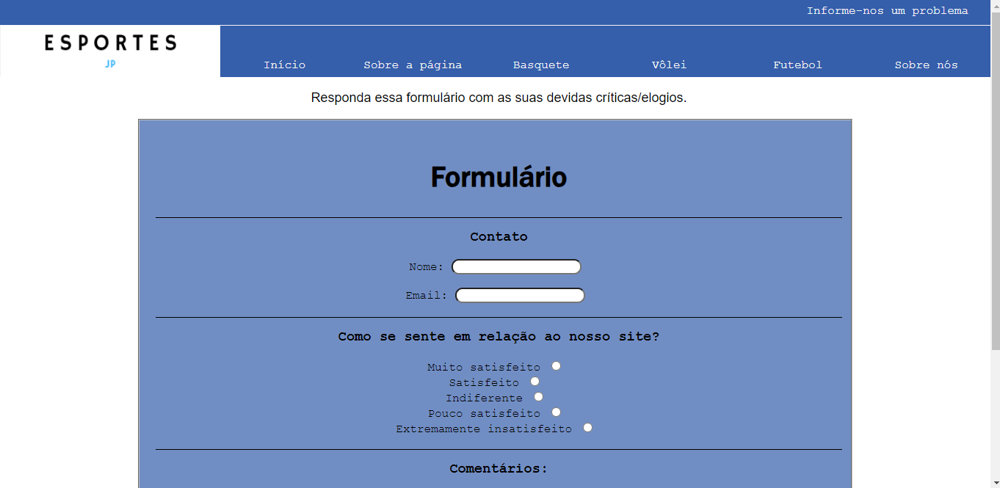 Informe-nos um problema
ESPORTES
JP
Início Sobre a página Basquete Vôlei Futebol Sobre nós
Responda essa formulário com as suas devidas críticas/elogios.
Formulário
Contato
Nome:
Email:
Como se sente em relação ao nosso site?
Muito satisfeito
Satisfeito
Indiferente
Pouco satisfeito
Extremamente insatisfeito
Comentários: